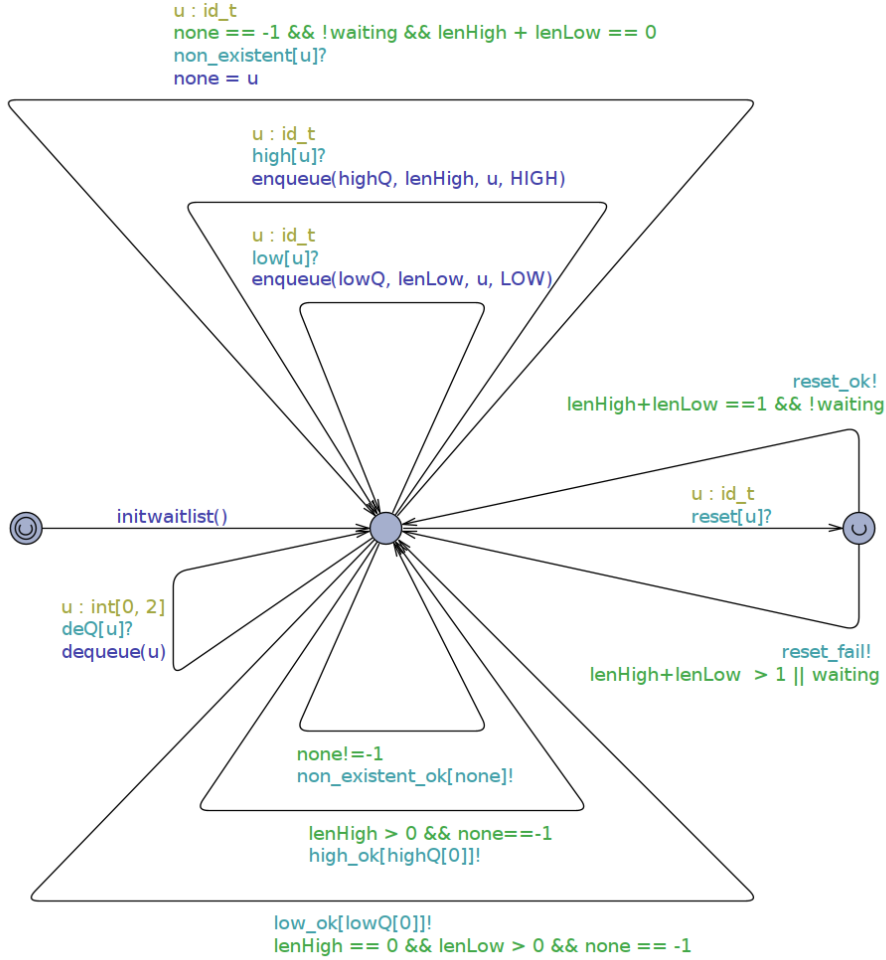 u : id_t
none == -1 && !waiting && lenHigh + lenLow == 0
non_existent[u]?
none = u
u : id_t
high[u]?
enqueue(highQ, lenHigh, u, HIGH)
u : id_t
low[u]?
enqueue(lowQ, lenLow, u, LOW)
reset_ok!
lenHigh+lenLow ==1 && !waiting
u : id_t
reset[u]?
initwaitlist()
u : int[0, 2]
deQ[u]?
dequeue(u)
reset_fail!
lenHigh+lenLow  > 1 || waiting
none!=-1
non_existent_ok[none]!
lenHigh > 0 && none==-1
high_ok[highQ[0]]!
low_ok[lowQ[0]]!
lenHigh == 0 && lenLow > 0 && none == -1